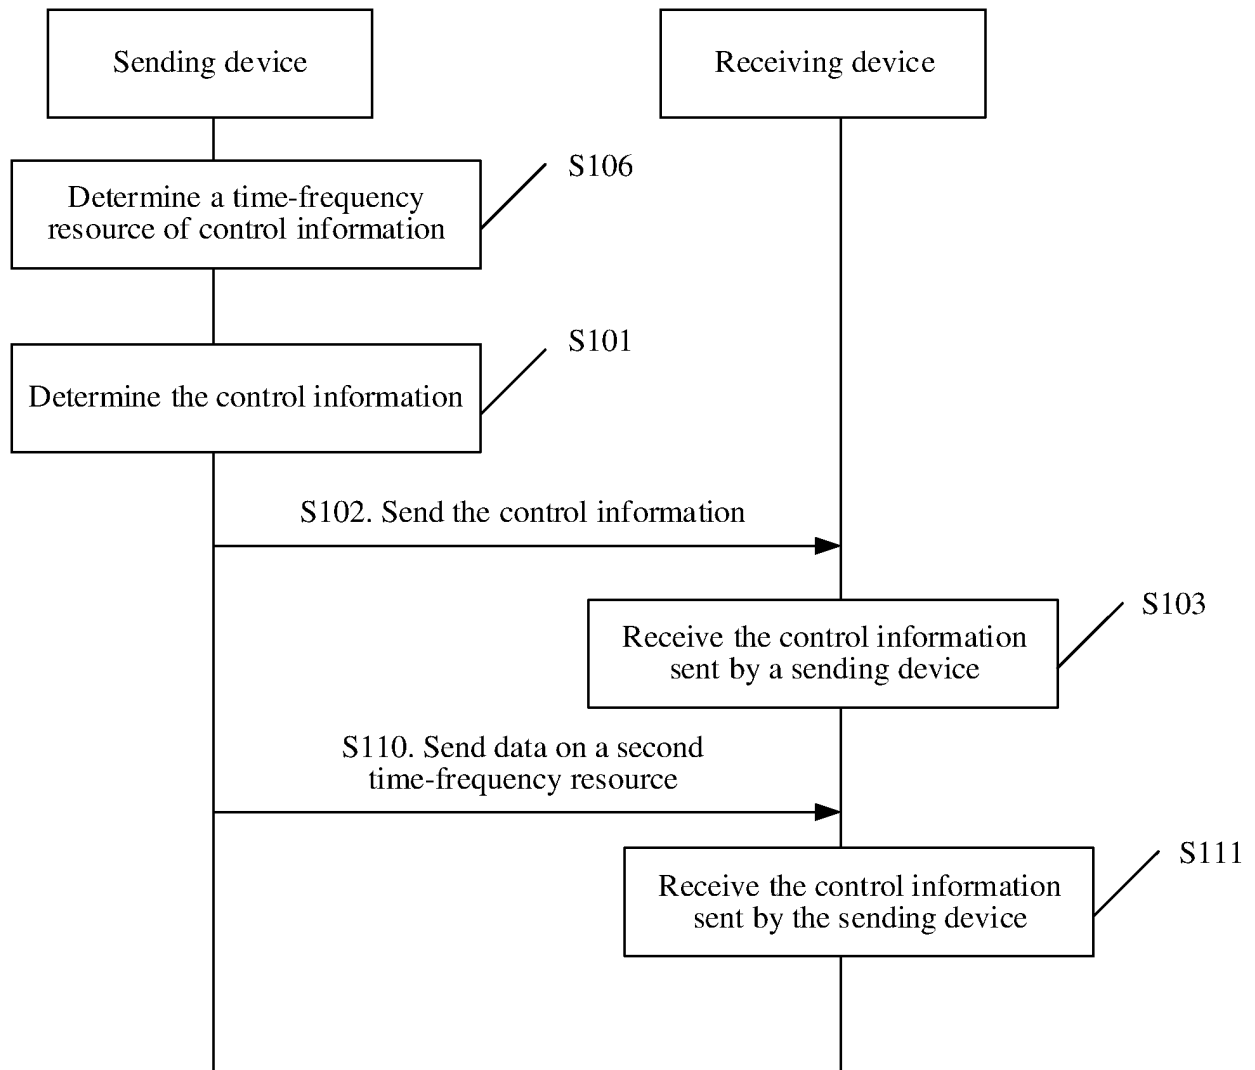 Sending device
Receiving device
S106
Determine a time-frequency
resource of control information
S101
Determine the control information
S102. Send the control information
S103
Receive the control information
sent by a sending device
S110. Send data on a second
time-frequency resource
S111
Receive the control information
sent by the sending device